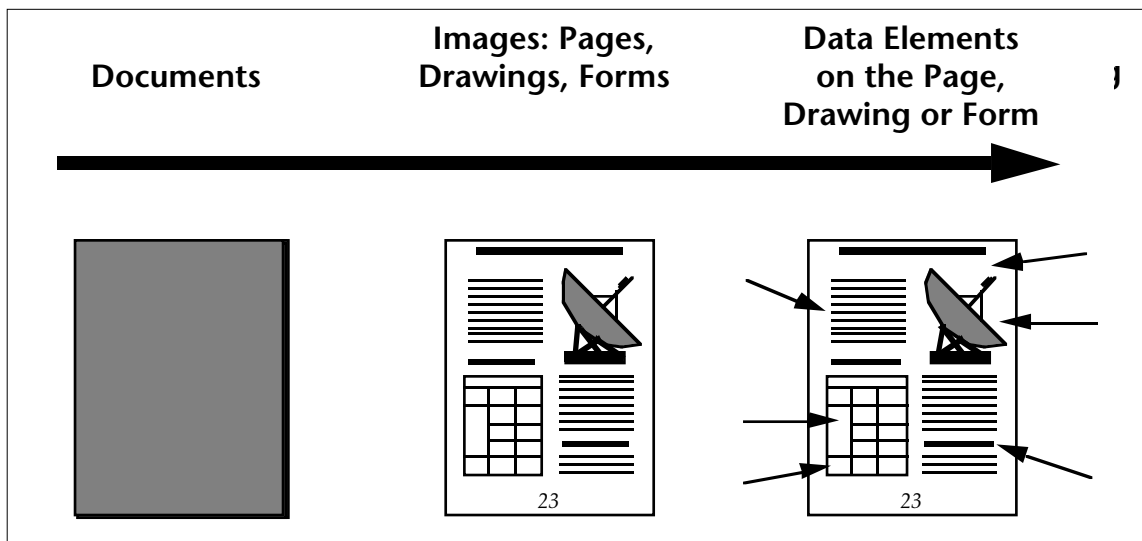 Documents
Images: Pages,
Drawings, Forms
Data Elements
on the Page,
Drawing or Form
g
23
23